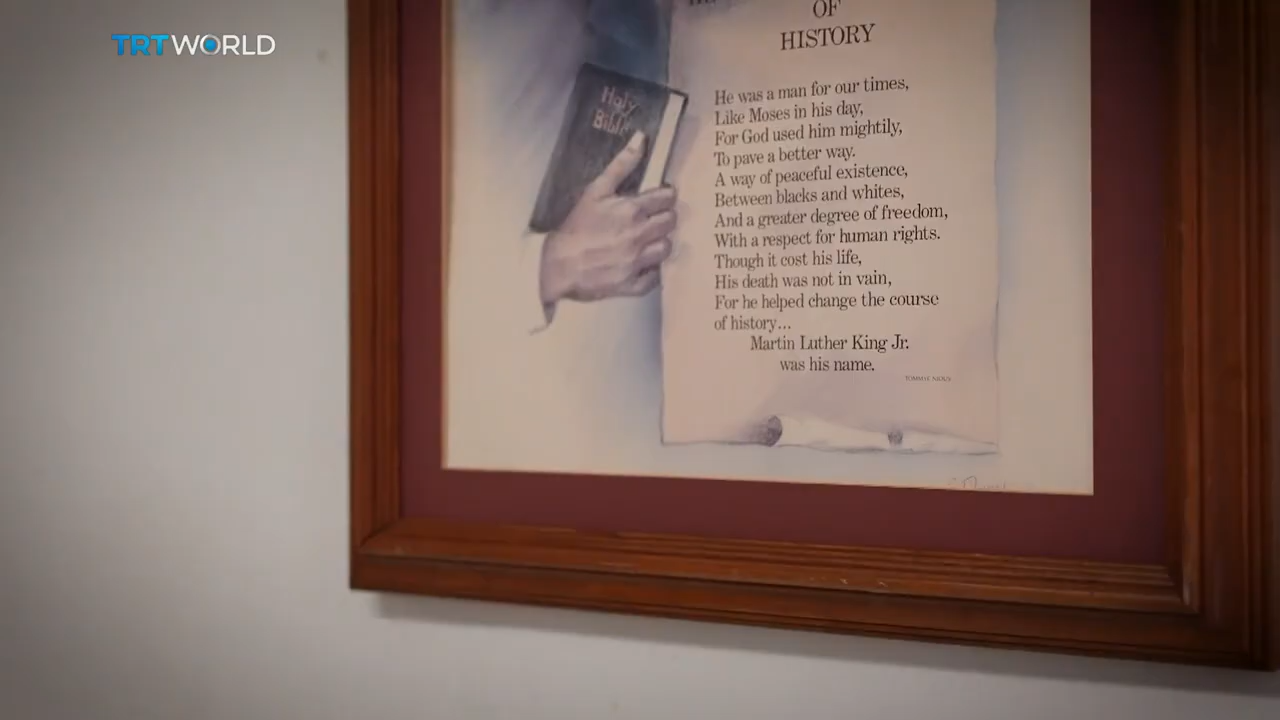 TRT WORLD
OF
HISTORY
Holy
Bible
He was a man for our times,
Like Moses in his day,
For God used him mightily,
To pave a better way.
A way of peaceful existence,
Between blacks and whites,
And a greater degree of freedom,
With a respect for human rights.
Though it cost his life,
His death was not in vain,
For he helped change the course
of history...
Martin Luther King Jr.
was his name.